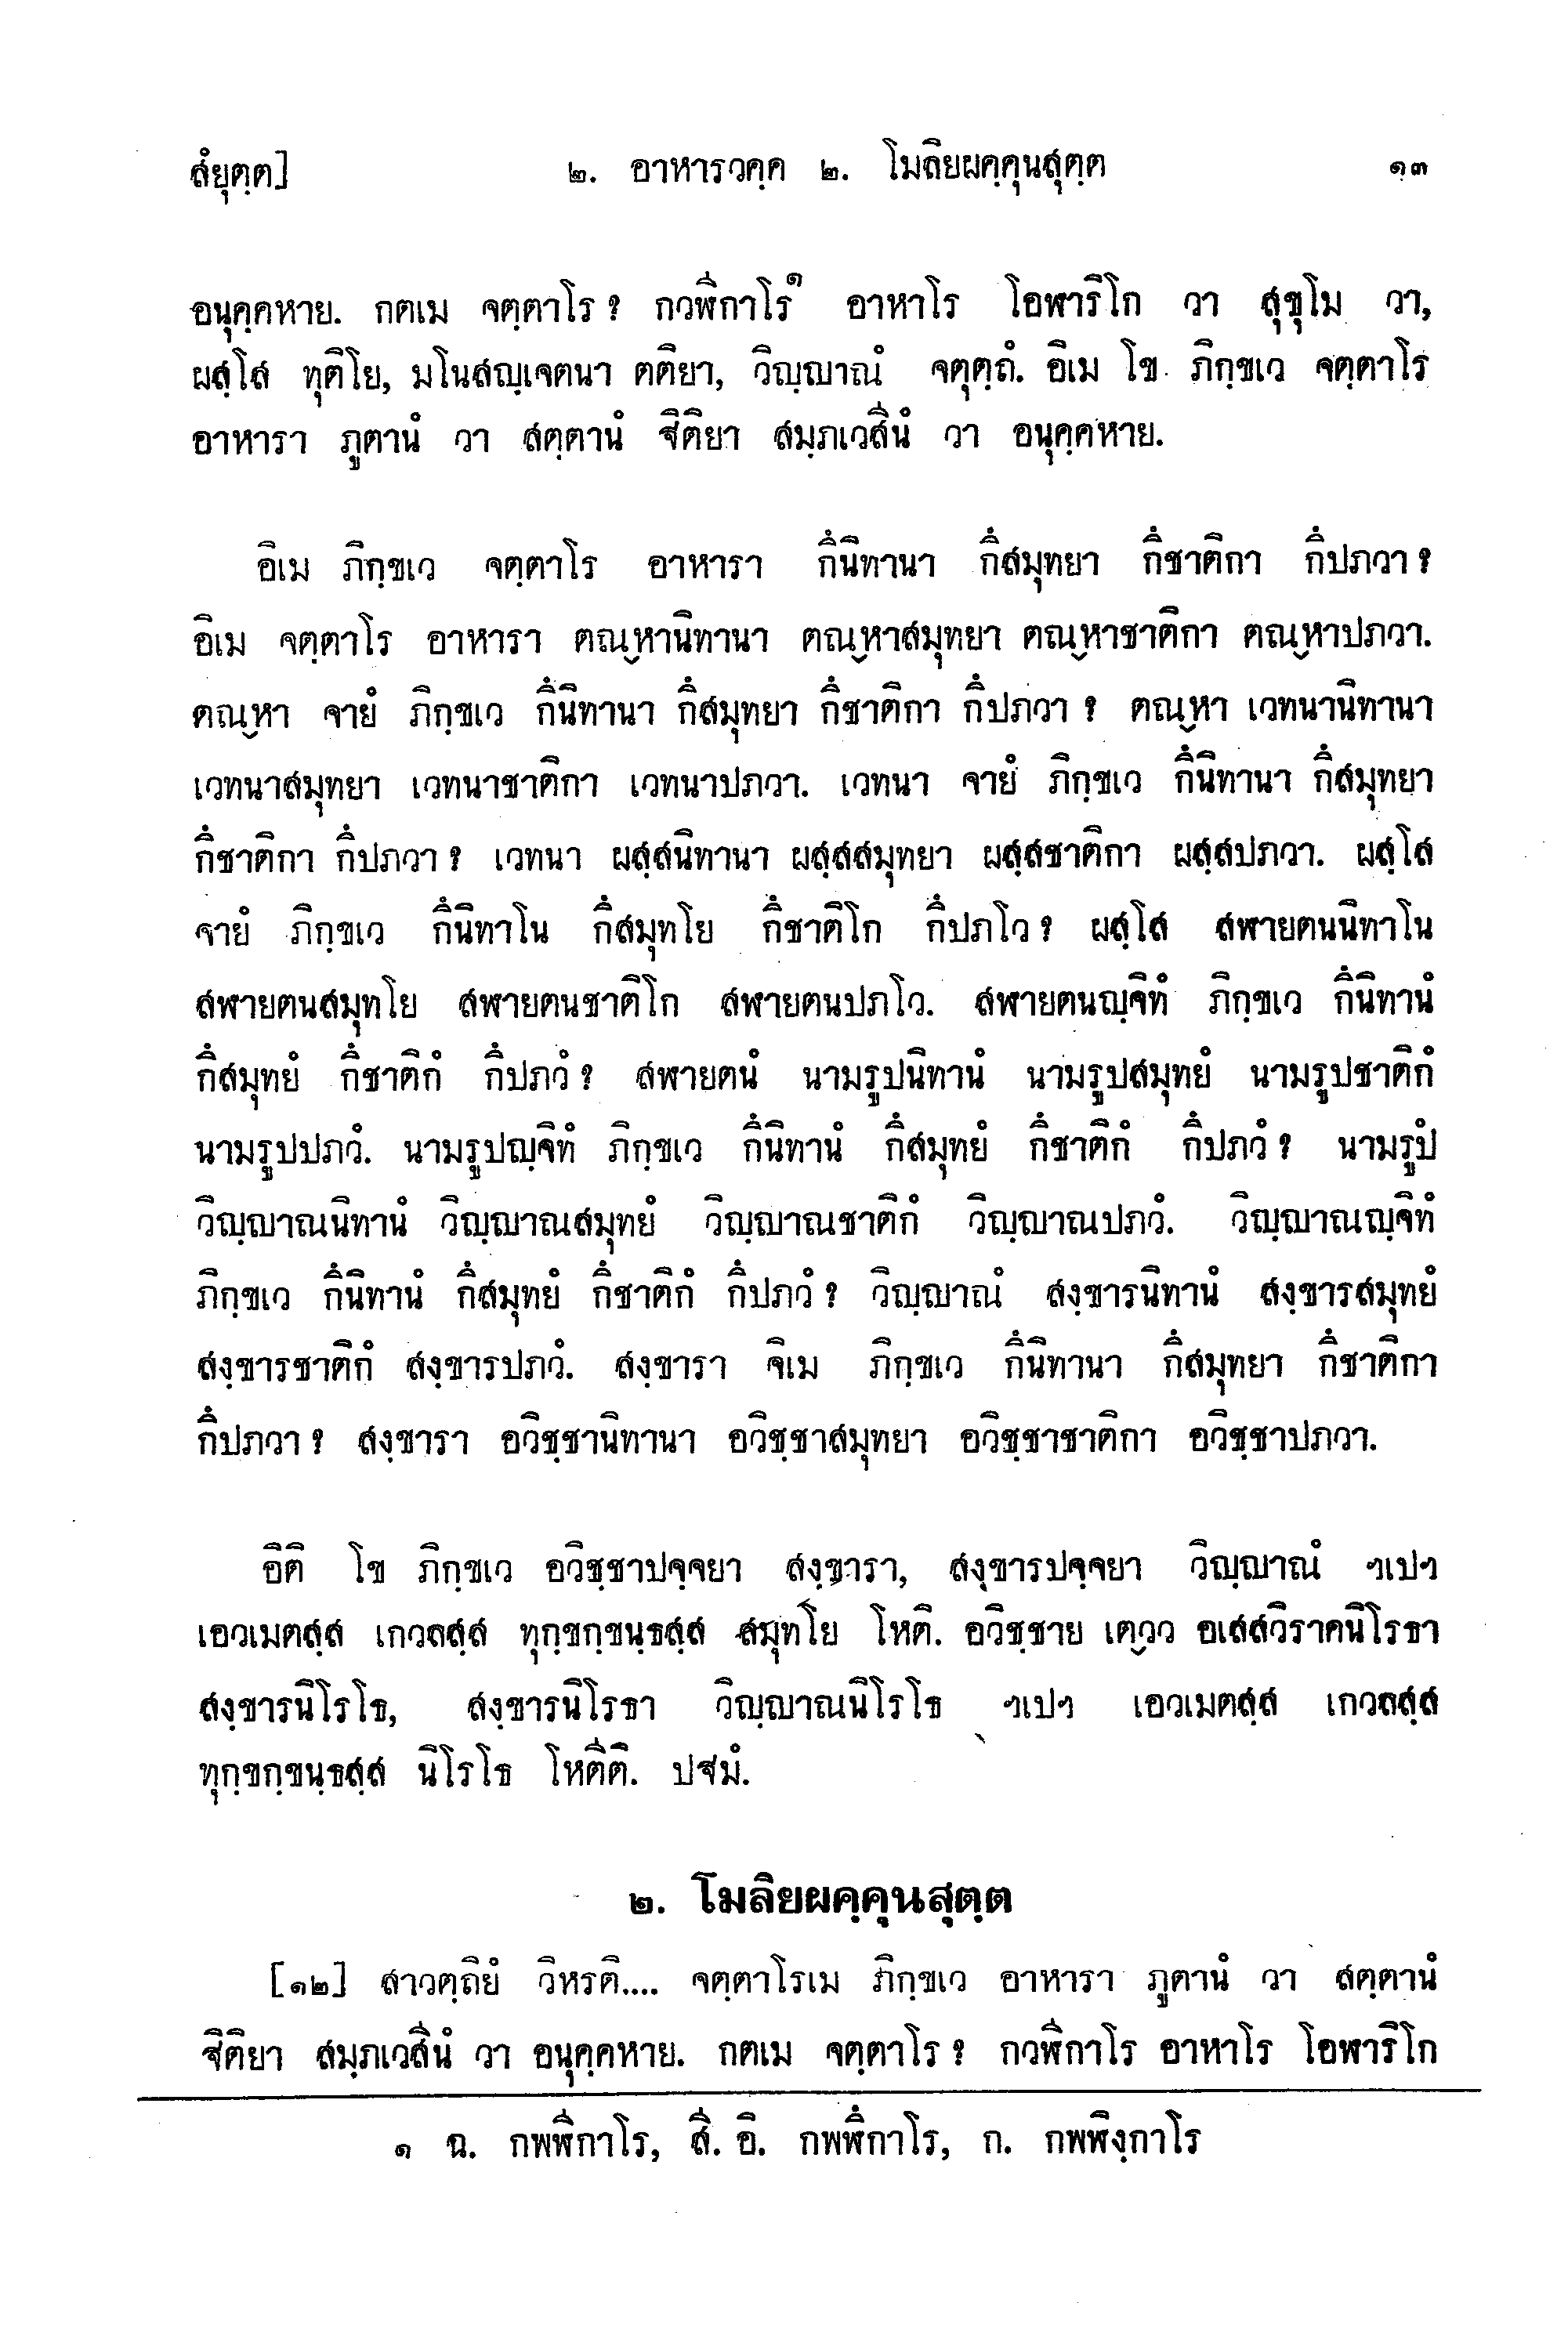 สํยุตฺต]
๒. อาหารวคฺค ๒. โมลิยผคฺคุนสุตฺต
๑๓
อนุคฺคหาย. กตเม จตฺตาโร ? กวฬีกาโร๑ อาหาโร โอฬาริโก วา สุขุโม วา,
ผสฺโส ทุติโย, มโนสญฺเจตนา ตติยา, วิญฺญาณํ จตุตฺถํ. อิเม โข ภิกฺขเว จตฺตาโร
อาหารา ภูตานํ วา สตฺตานํ ฐิติยา สมฺภเวสีนํ วา อนุคฺคหาย.
อิเม ภิกฺขเว จตฺตาโร อาหารา กึนิทานา กึสมุทยา กึชาติกา กึปภวา ?
อิเม จตฺตาโร อาหารา ตณฺหานิทานา ตณฺหาสมุทยา ตณฺหาชาติกา ตณฺหาปภวา.
ตณฺหา จายํ ภิกฺขเว กึนิทานา กึสมุทยา กึชาติกา กึปภวา ? ตณฺหา เวทนานิทานา
เวทนาสมุทยา เวทนาชาติกา เวทนาปภวา. เวทนา จายํ ภิกฺขเว กึนิทานา กึสมุทยา
กึชาติกา กึปภวา ? เวทนา ผสฺสนิทานา ผสฺสสมุทยา ผสฺสชาติกา ผสฺสปภวา. ผสฺโส
จายํ ภิกฺขเว กึนิทาโน กึสมุทโย กึชาติโก กึปภโว ? ผสฺโส สฬายตนนิทาโน
สฬายตนสมุทโย สฬายตนชาติโก สฬายตนปภโว. สฬายตนญฺจิทํ ภิกฺขเว กึนิทานํ
กึสมุทยํ กึชาติกํ กึปภวํ ? สฬายตนํ นามรูปนิทานํ นามรูปสมุทยํ นามรูปชาติกํ
นามรูปปภวํ. นามรูปญฺจิทํ ภิกฺขเว กึนิทานํ กึสมุทยํ กึชาติกํ กึปภวํ ? นามรูปํ
วิญฺญาณนิทานํ วิญฺญาณสมุทยํ วิญฺญาณชาติกํ วิญฺญาณปภวํ. วิญฺญาณญฺจิทํ
ภิกฺขเว กึนิทานํ กึสมุทยํ กึชาติกํ กึปภวํ ? วิญฺญาณํ สงฺขารนิทานํ สงฺขารสมุทยํ
สงฺขารชาติกํ สงฺขารปภวํ. สงฺขารา จิเม ภิกฺขเว กึนิทานา กึสมุทยา กึชาติกา
กึปภวา ? สงฺขารา อวิชฺชานิทานา อวิชฺชาสมุทยา อวิชฺชาชาติกา อวิชฺชาปภวา.
อิติ โข ภิกฺขเว อวิชฺชาปจฺจยา สงฺขารา, สงฺขารปจฺจยา วิญฺญาณํ ฯเปฯ
เอวเมตสฺส เกวลสฺส ทุกฺขกฺขนฺธสฺส สมุทโย โหติ. อวิชฺชาย เตฺวว อเสสวิราคนิโรธา
สงฺขารนิโรโธ, สงฺขารนิโรธา วิญฺญาณนิโรโธ ฯเปฯ เอวเมตสฺส เกวลสฺส
ทุกฺขกฺขนฺธสฺส นิโรโธ โหตีติ. ปฐมํ.
๒. โมลิยผคฺคุนสุตฺต
[๑๒] สาวตฺถิยํ วิหรติ.... จตฺตาโรเม ภิกฺขเว อาหารา ภูตานํ วา สตฺตานํ
ฐิติยา สมฺภเวสีนํ วา อนุคฺคหาย. กตเม จตฺตาโร ? กวฬีกาโร อาหาโร โอฬาริโก
๑ ฉ. กพฬีกาโร, สี. อิ. กพฬึกาโร, ก. กพฬิงฺกาโร